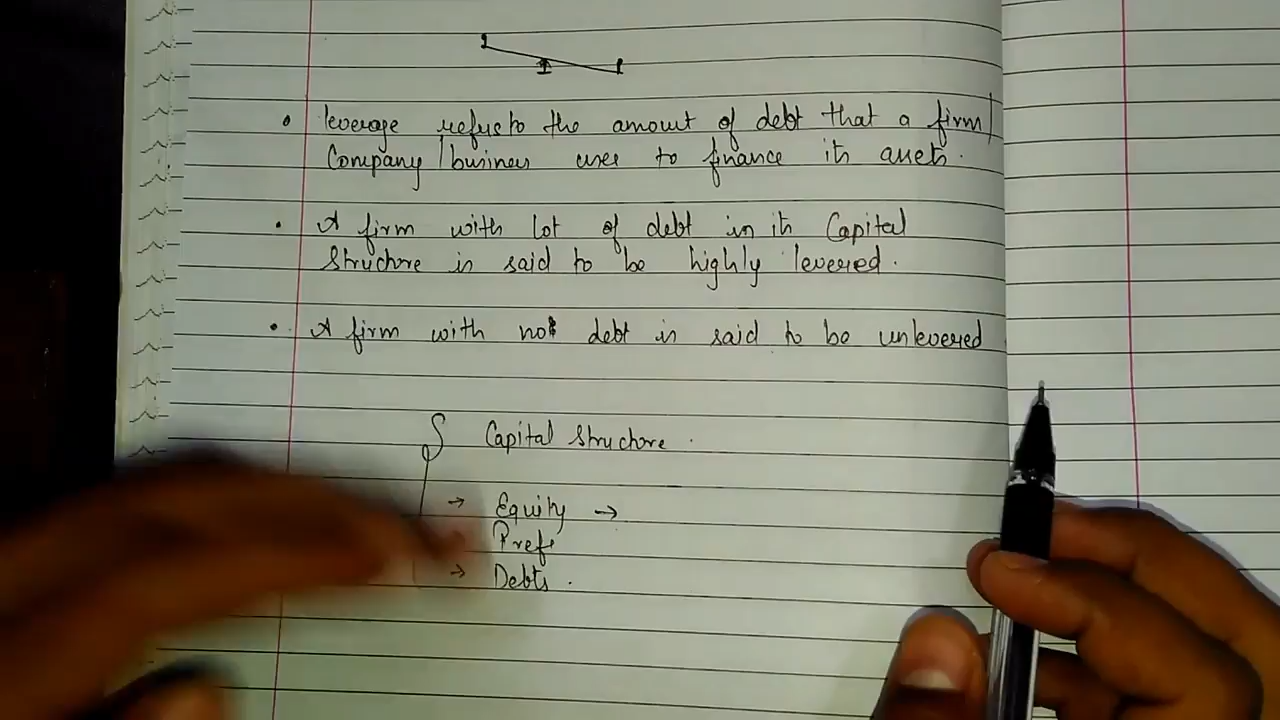 leverage refers to the amount of debt that a firm/
Company/business uses to finance its assets.
A firm with lot of debt in its Capital
Structure is said to be highly levered.
A firm with no debt is said to be unlevered
Capital Structure.
→ Equity →
Prefe
→ Debts.